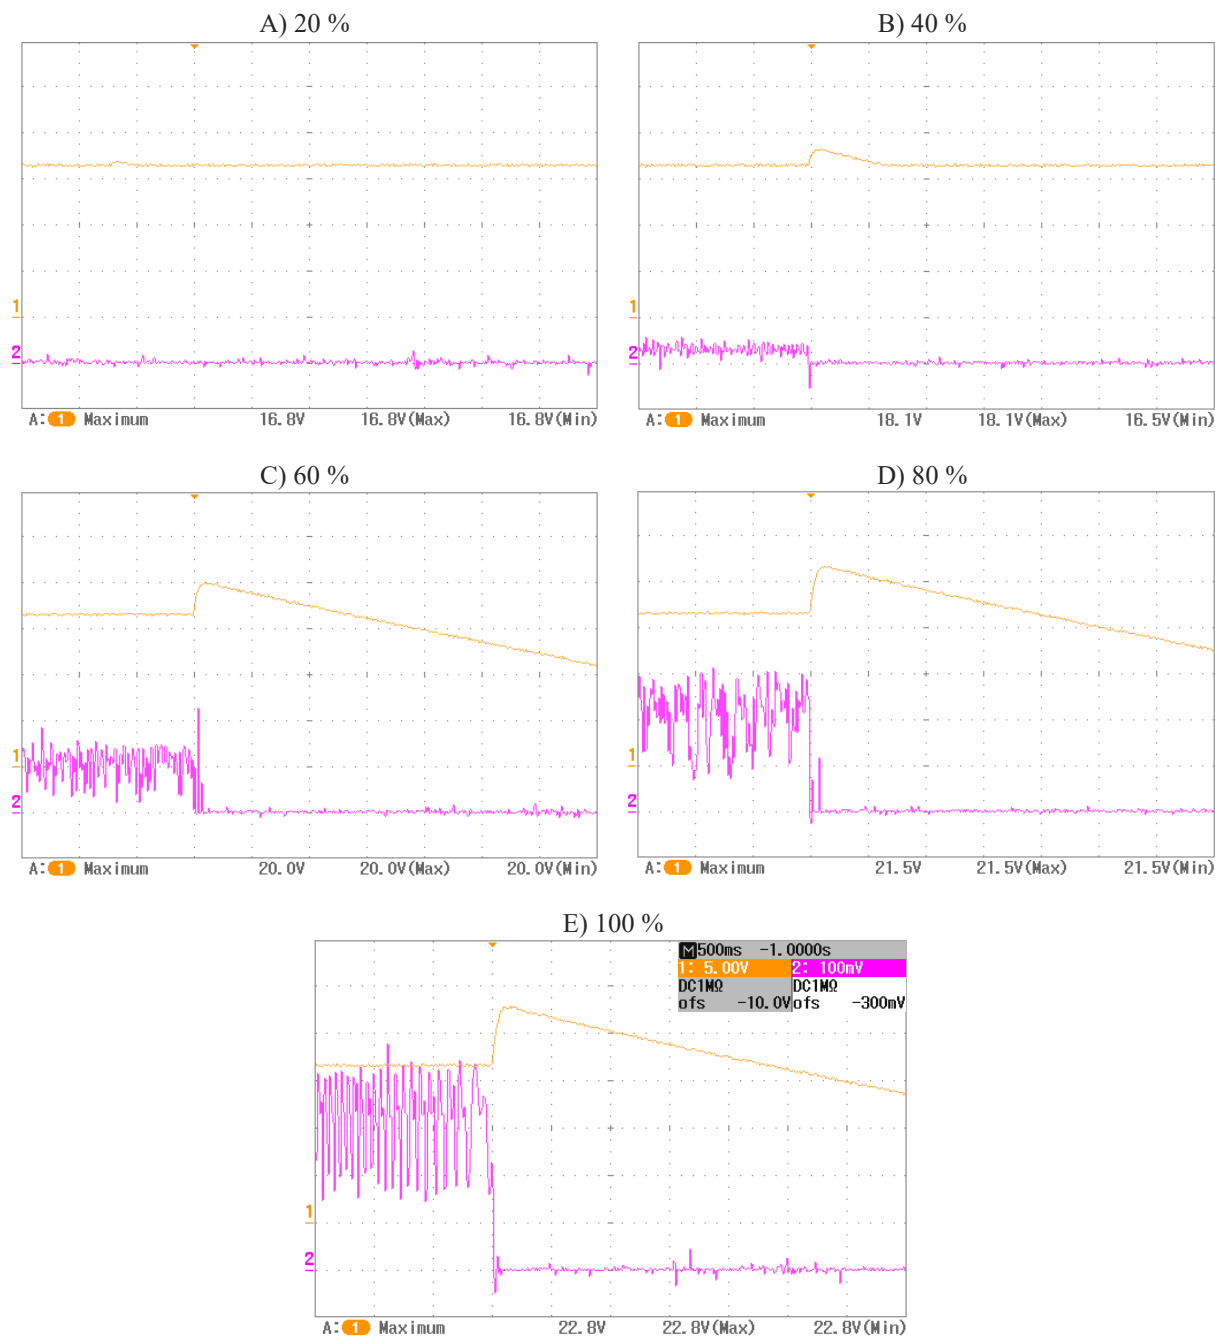 A) 20 %
B) 40 %
1
2
A: 1 Maximum 16.8V 16.8V(Max) 16.8V(Min)
1
2
A: 1 Maximum 18.1V 18.1V(Max) 16.5V(Min)
C) 60 %
D) 80 %
1
2
A: 1 Maximum 20.0V 20.0V(Max) 20.0V(Min)
1
2
A: 1 Maximum 21.5V 21.5V(Max) 21.5V(Min)
E) 100 %
M 500ms -1.0000s
1: 5.00V 2: 100mV
DC1MΩ DC1MΩ
ofs -10.0V ofs -300mV
1
2
A: 1 Maximum 22.8V 22.8V(Max) 22.8V(Min)